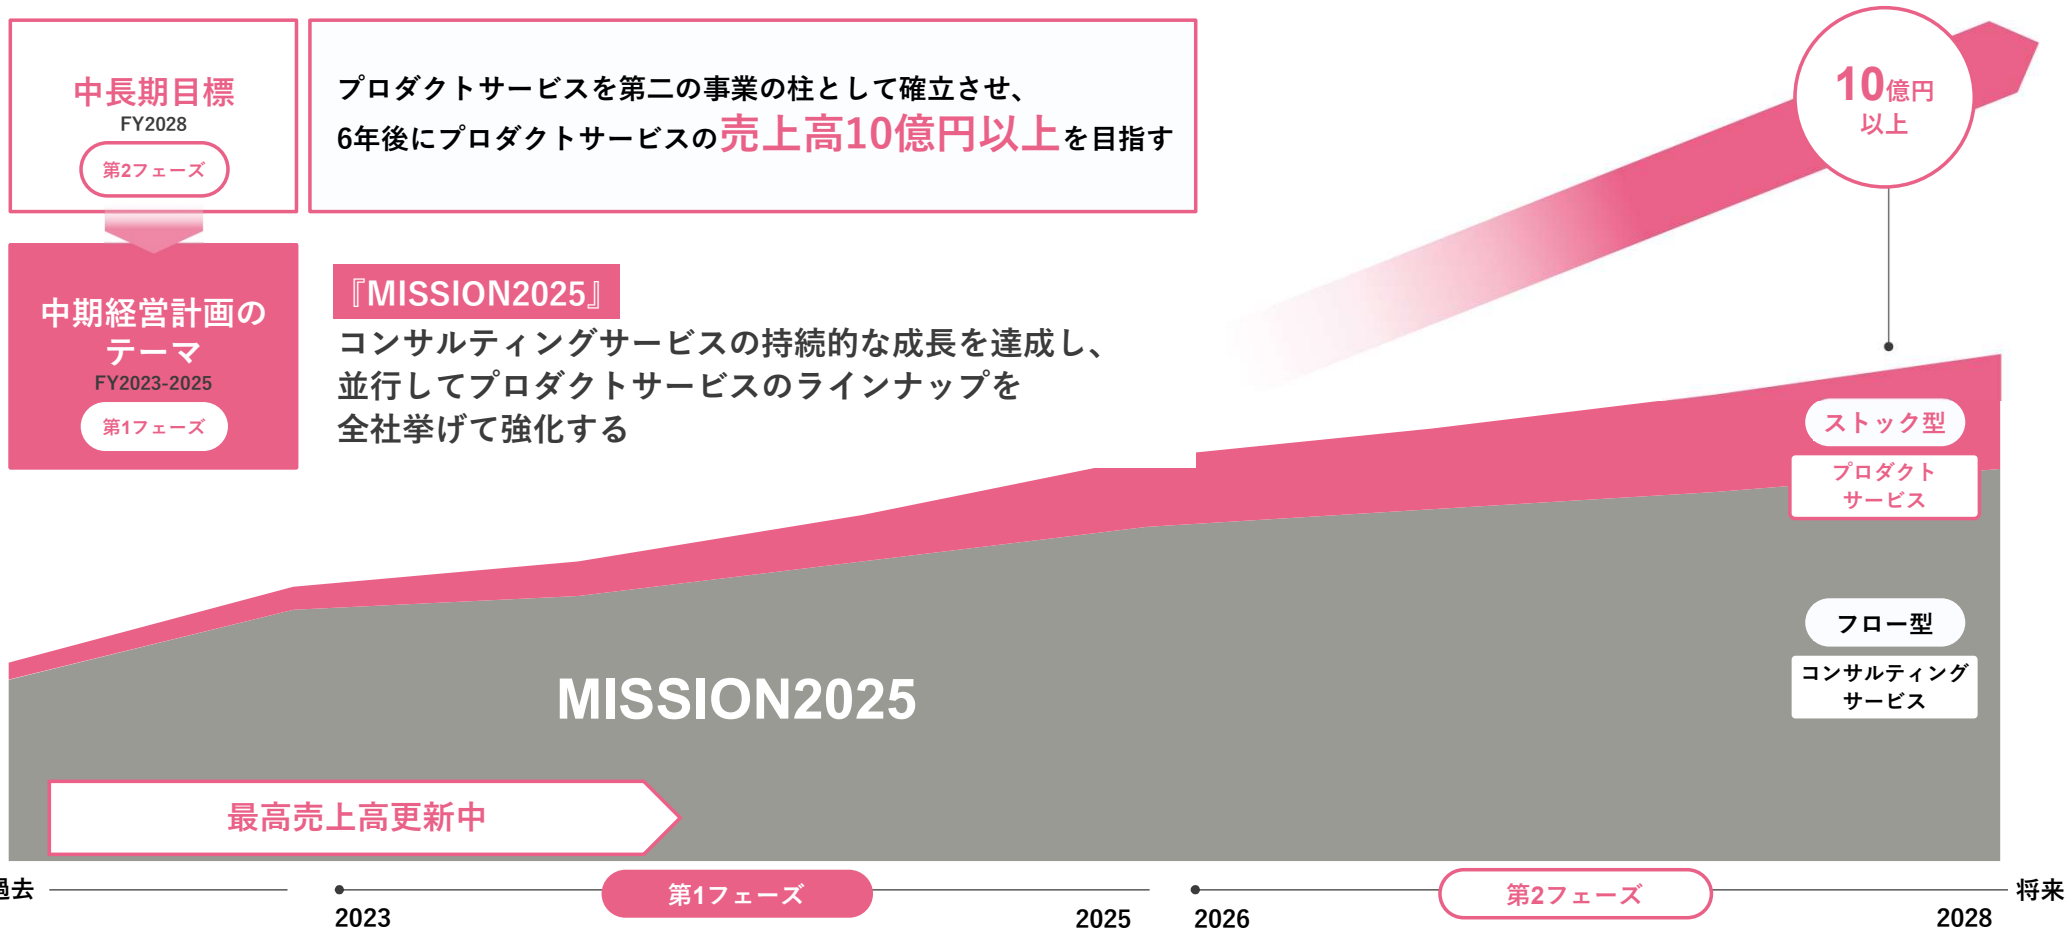 中長期目標
FY2028
第2フェーズ
プロダクトサービスを第二の事業の柱として確立させ、
6年後にプロダクトサービスの売上高10億円以上を目指す
10億円
以上
中期経営計画の
テーマ
FY2023-2025
第1フェーズ
『MISSION2025』
コンサルティングサービスの持続的な成長を達成し、
並行してプロダクトサービスのラインナップを
全社挙げて強化する
ストック型
プロダクト
サービス
フロー型
コンサルティング
サービス
MISSION2025
最高売上高更新中
過去
第1フェーズ
第2フェーズ
将来
2023
2025
2026
2028